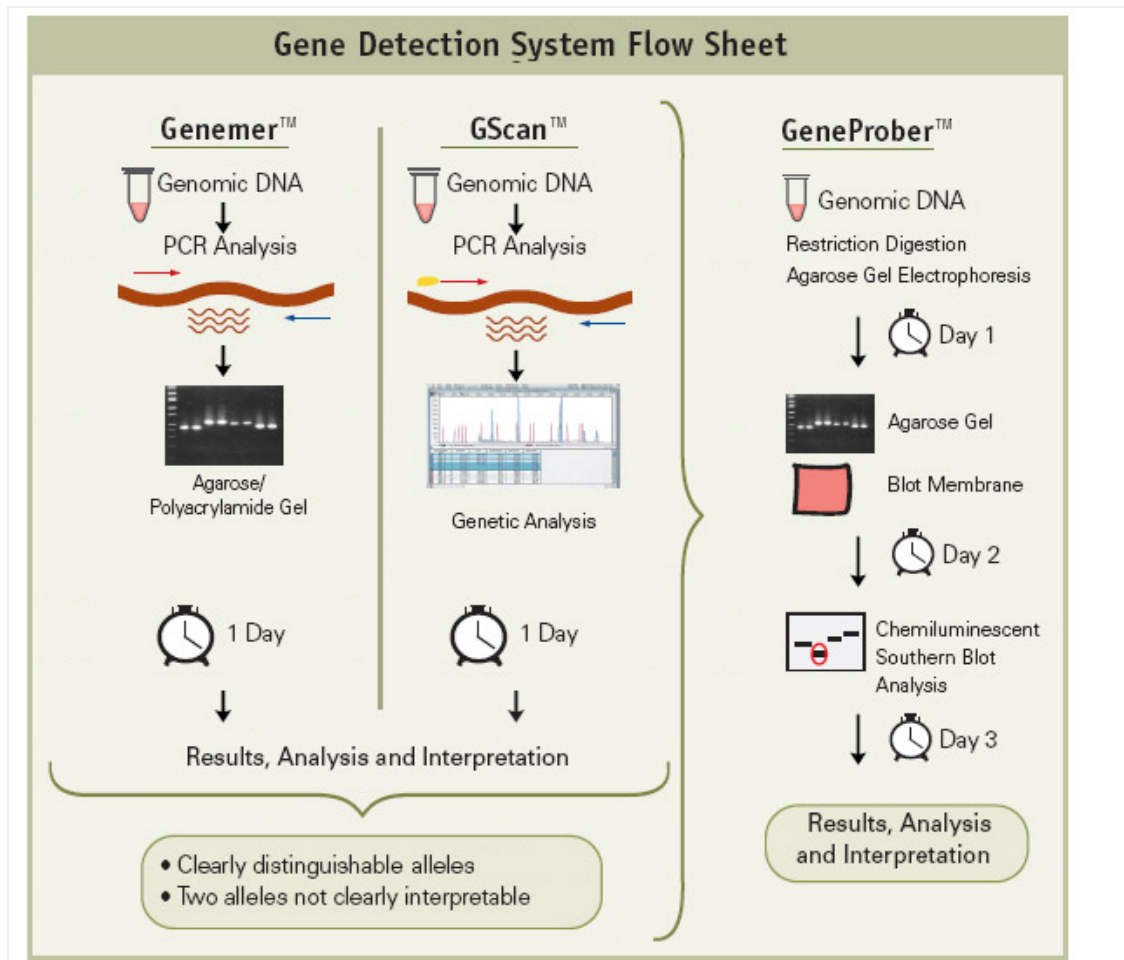 Gene Detection System Flow Sheet
Genemer™
Genomic DNA
PCR Analysis
Agarose/
Polyacrylamide Gel
1 Day
GScan™
Genomic DNA
PCR Analysis
Genetic Analysis
1 Day
Results, Analysis and Interpretation
• Clearly distinguishable alleles
• Two alleles not clearly interpretable
GeneProber™
Genomic DNA
Restriction Digestion
Agarose Gel Electrophoresis
Day 1
Agarose Gel
Blot Membrane
Day 2
Chemiluminescent
Southern Blot
Analysis
Day 3
Results, Analysis
and Interpretation